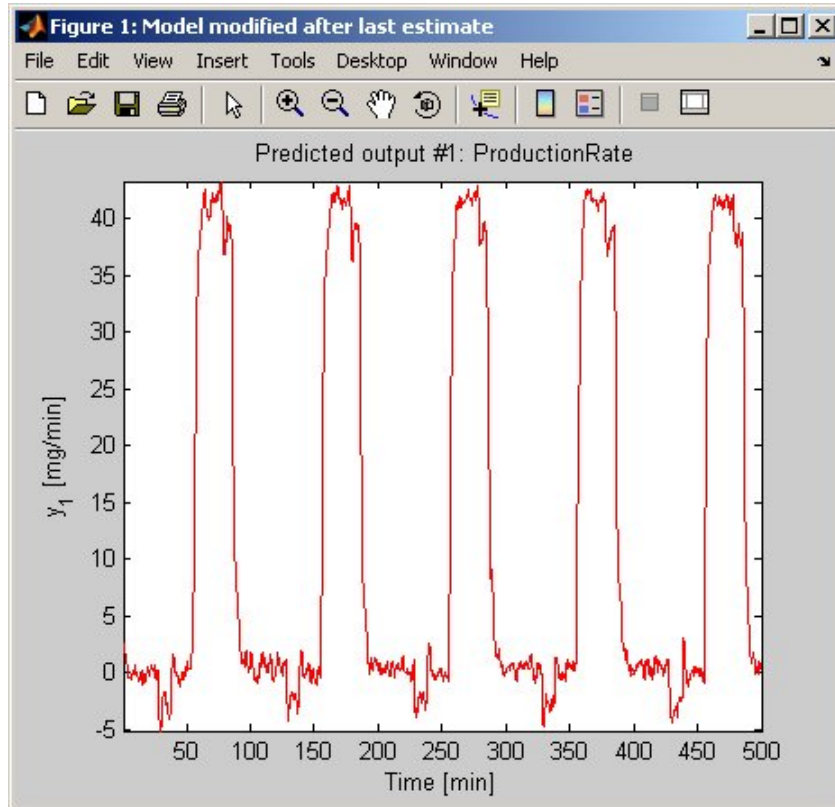 Figure 1: Model modified after last estimate
File Edit View Insert Tools Desktop Window Help
Predicted output #1: ProductionRate
40
35
30
25
20
15
10
5
0
-5
y1 [mg/min]
50 100 150 200 250 300 350 400 450 500
Time [min]